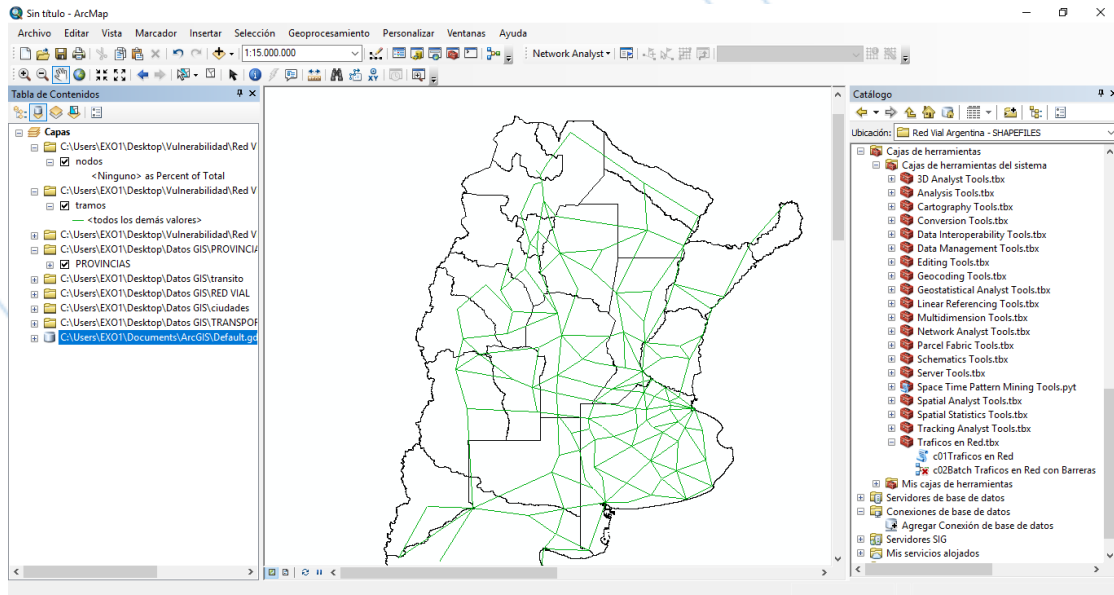 Sin título - ArcMap
Archivo Editar Vista Marcador Insertar Selección Geoprocesamiento Personalizar Ventanas Ayuda
1:15.000.000
Network Analyst
Tabla de Contenidos
Capas
C:\Users\EXO1\Desktop\Vulnerabilidad\Red V
nodos
<Ninguno> as Percent of Total
C:\Users\EXO1\Desktop\Vulnerabilidad\Red V
tramos
<todos los demás valores>
C:\Users\EXO1\Desktop\Vulnerabilidad\Red V
C:\Users\EXO1\Desktop\Datos GIS\PROVINCIA
PROVINCIAS
C:\Users\EXO1\Desktop\Datos GIS\transito
C:\Users\EXO1\Desktop\Datos GIS\RED VIAL
C:\Users\EXO1\Desktop\Datos GIS\ciudades
C:\Users\EXO1\Desktop\Datos GIS\TRANSPOR
C:\Users\EXO1\Documents\ArcGIS\Default.gd
Catálogo
Ubicación: Red Vial Argentina - SHAPEFILES
Cajas de herramientas
Cajas de herramientas del sistema
3D Analyst Tools.tbx
Analysis Tools.tbx
Cartography Tools.tbx
Conversion Tools.tbx
Data Interoperability Tools.tbx
Data Management Tools.tbx
Editing Tools.tbx
Geocoding Tools.tbx
Geostatistical Analyst Tools.tbx
Linear Referencing Tools.tbx
Multidimension Tools.tbx
Network Analyst Tools.tbx
Parcel Fabric Tools.tbx
Schematics Tools.tbx
Server Tools.tbx
Space Time Pattern Mining Tools.pyt
Spatial Analyst Tools.tbx
Spatial Statistics Tools.tbx
Tracking Analyst Tools.tbx
Traficos en Red.tbx
c01Traficos en Red
c02Batch Traficos en Red con Barreras
Mis cajas de herramientas
Servidores de base de datos
Conexiones de base de datos
Agregar Conexión de base de datos
Servidores SIG
Mis servicios alojados